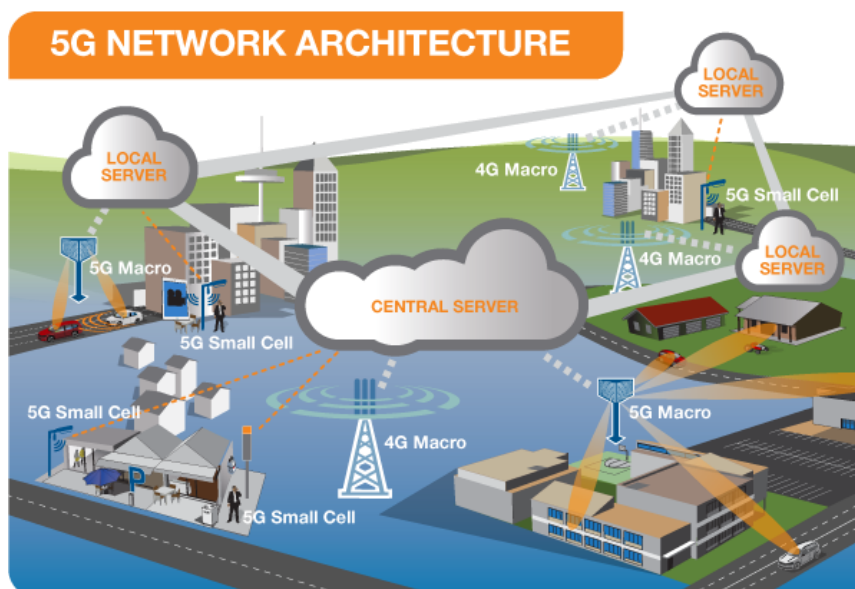 5G NETWORK ARCHITECTURE
LOCAL
SERVER
LOCAL
SERVER
4G Macro
5G Small Cell
5G Macro
4G Macro
LOCAL
SERVER
CENTRAL SERVER
5G Small Cell
5G Small Cell
4G Macro
5G Macro
P
5G Small Cell